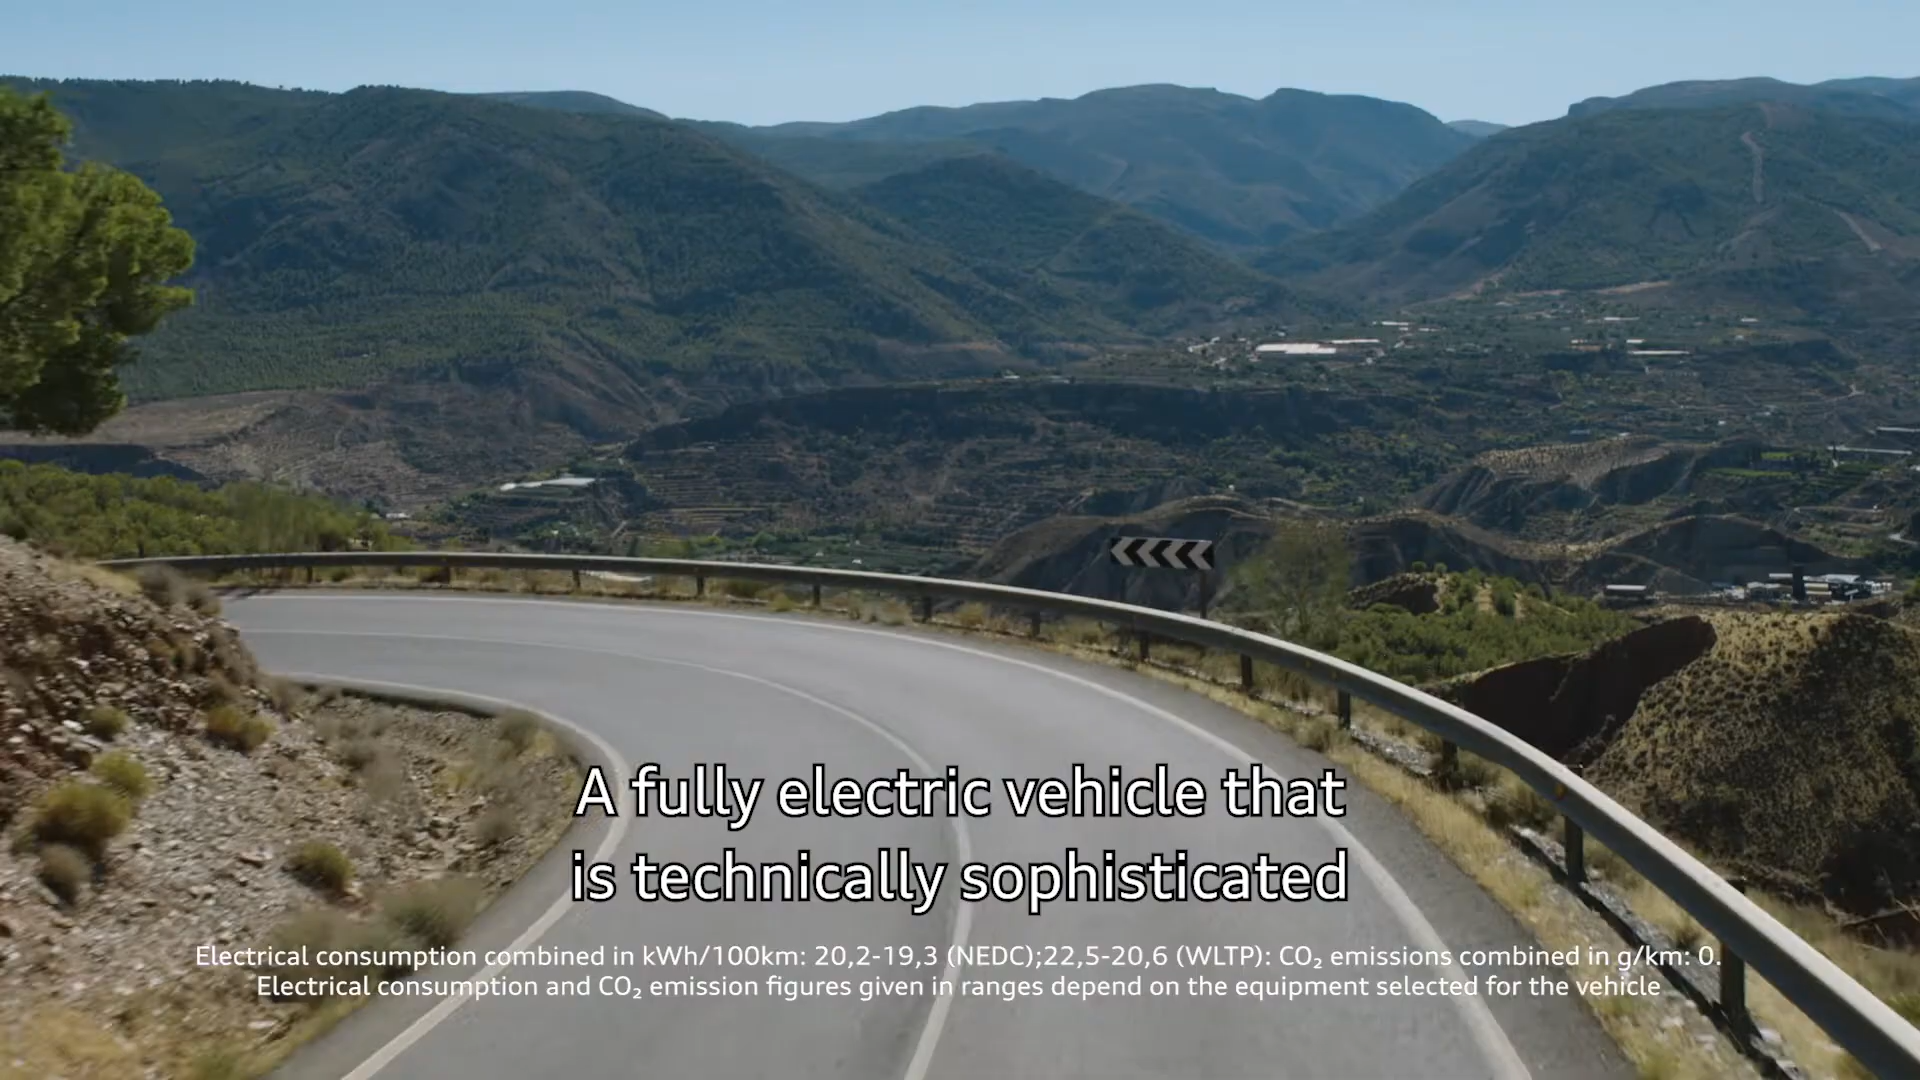 A fully electric vehicle that
is technically sophisticated
Electrical consumption combined in kWh/100km: 20,2-19,3 (NEDC);22,5-20,6 (WLTP): CO₂ emissions combined in g/km: 0.
Electrical consumption and CO₂ emission figures given in ranges depend on the equipment selected for the vehicle